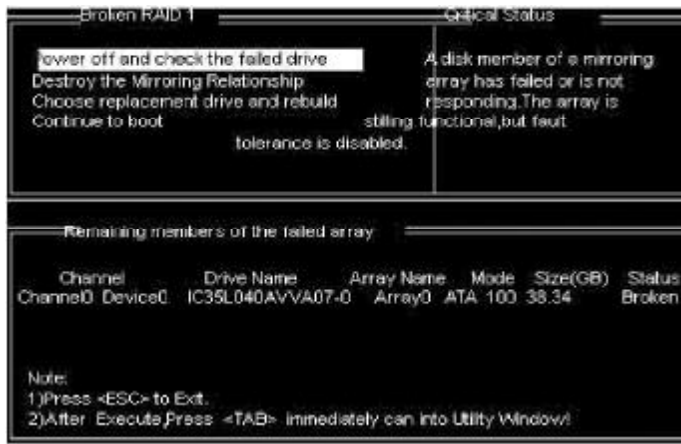 Broken RAID 1
Critical Status
Power off and check the failed drive
Destroy the Mirroring Relationship
Choose replacement drive and rebuild
Continue to boot
A disk member of a mirroring
array has failed or is not
responding.The array is
stilling functional,but fault
tolerance is disabled.
Remaining members of the failed array
Channel Drive Name Array Name Mode Size(GB) Status
Channel0 Device0 IC35L040AVVA07-0 Array0 ATA 100 38.34 Broken
Note:
1)Press <ESC> to Exit.
2)After Execute,Press <TAB> immediately can into Utility Window!